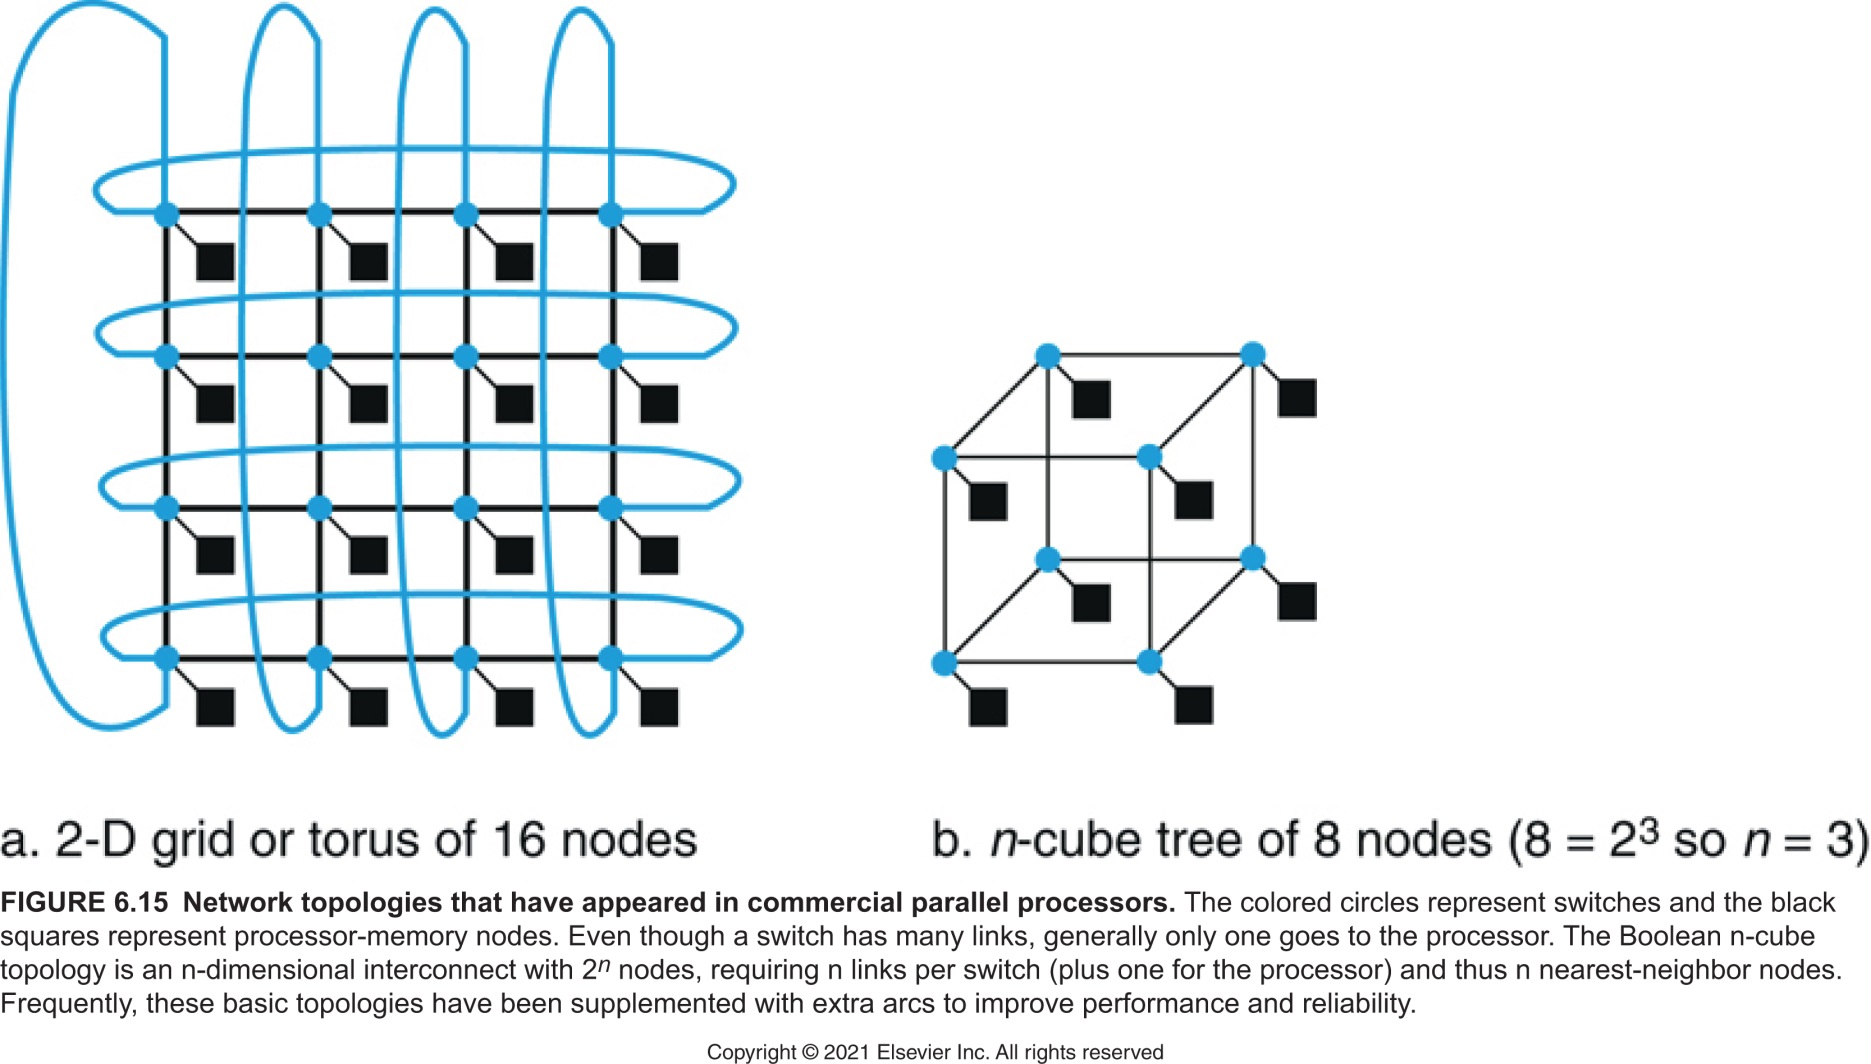 a. 2-D grid or torus of 16 nodes
b. n-cube tree of 8 nodes (8 = 2³ so n = 3)
FIGURE 6.15 Network topologies that have appeared in commercial parallel processors. The colored circles represent switches and the black
squares represent processor-memory nodes. Even though a switch has many links, generally only one goes to the processor. The Boolean n-cube
topology is an n-dimensional interconnect with 2ⁿ nodes, requiring n links per switch (plus one for the processor) and thus n nearest-neighbor nodes.
Frequently, these basic topologies have been supplemented with extra arcs to improve performance and reliability.
Copyright © 2021 Elsevier Inc. All rights reserved